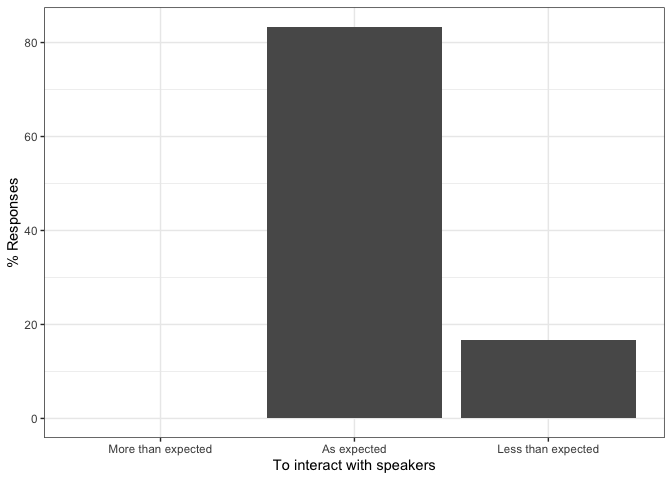 80
60
40
20
0
% Responses
More than expected As expected Less than expected
To interact with speakers